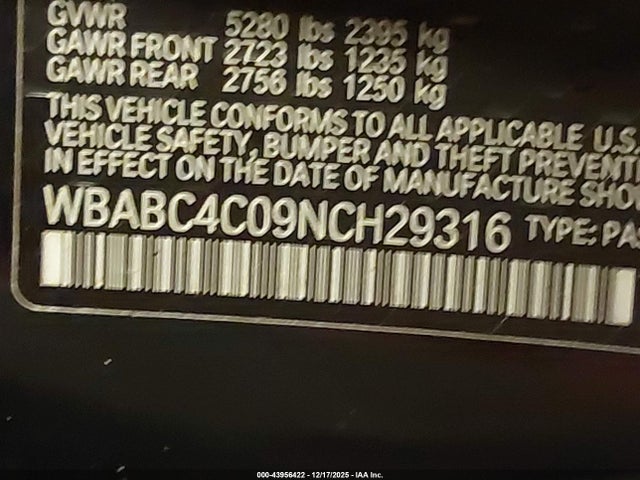 GVWR 5280 lbs 2395 kg
GAWR FRONT 2723 lbs 1235 kg
GAWR REAR 2756 lbs 1250 kg
THIS VEHICLE CONFORMS TO ALL APPLICABLE U.S.
VEHICLE SAFETY, BUMPER AND THEFT PREVENTI
IN EFFECT ON THE DATE OF MANUFACTURE SHO
WBABC4C09NCH29316 TYPE: PA
000-43956422 - 12/17/2025 - IAA Inc.